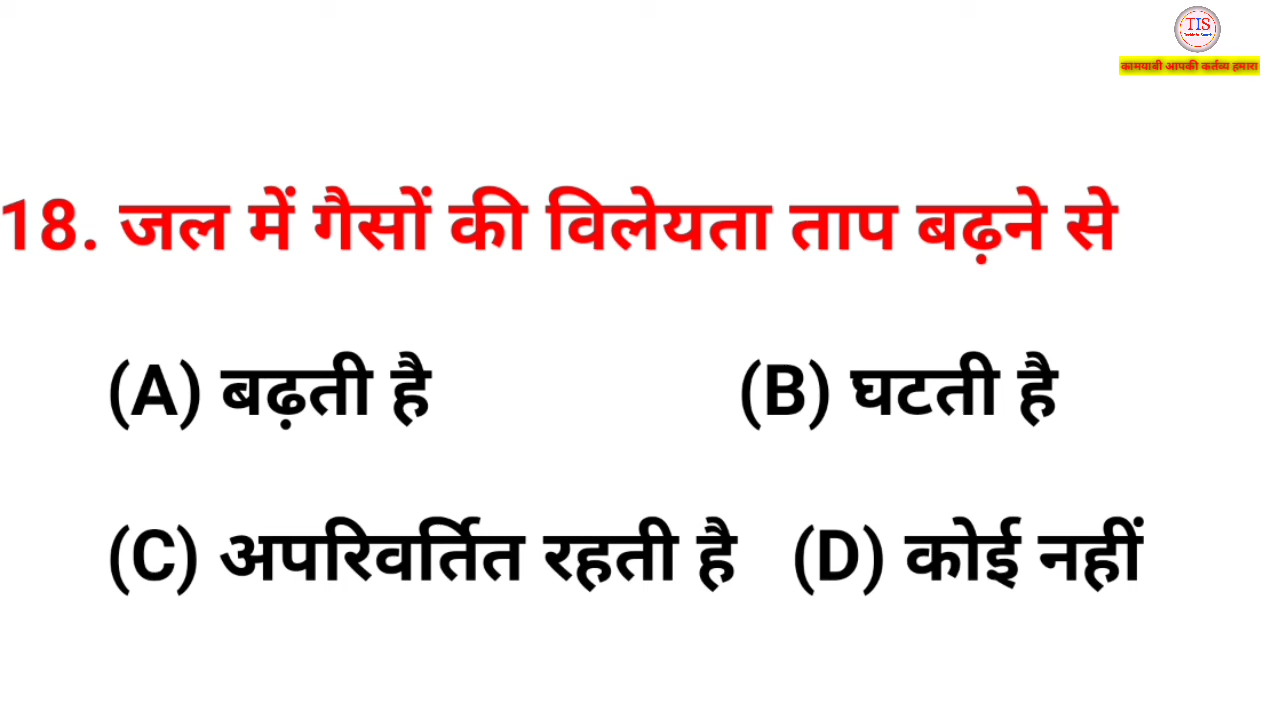 TIS
कामयाबी आपकी कर्तव्य हमारा
18. जल में गैसों की विलेयता ताप बढ़ने से
(A) बढ़ती है (B) घटती है
(C) अपरिवर्तित रहती है (D) कोई नहीं